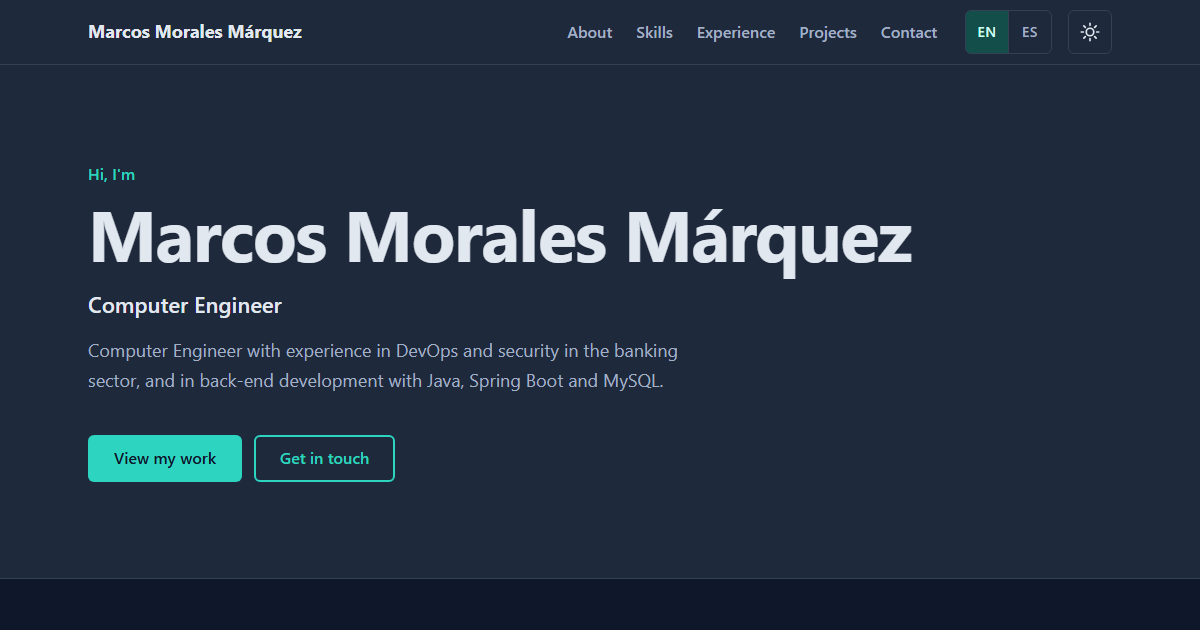 Marcos Morales Márquez
About
Skills
Experience
Projects
Contact
EN
ES
Hi, I'm
Marcos Morales Márquez
Computer Engineer
Computer Engineer with experience in DevOps and security in the banking
sector, and in back-end development with Java, Spring Boot and MySQL.
View my work
Get in touch